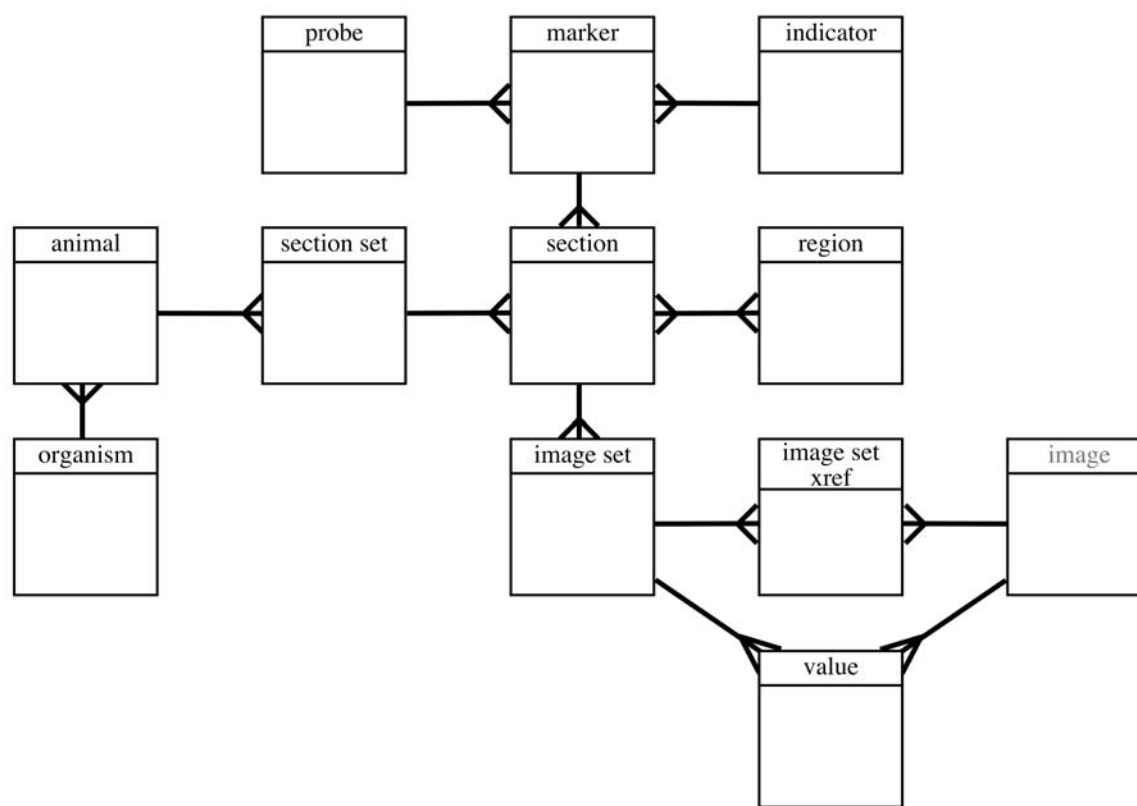 probe
marker
indicator
animal
section set
section
region
organism
image set
image set
xref
image
value